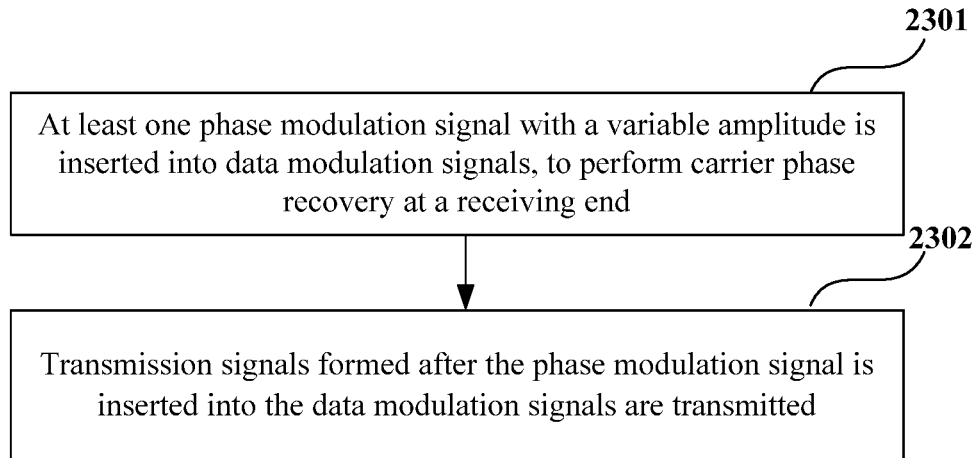 2301
At least one phase modulation signal with a variable amplitude is
inserted into data modulation signals, to perform carrier phase
recovery at a receiving end
2302
Transmission signals formed after the phase modulation signal is
inserted into the data modulation signals are transmitted